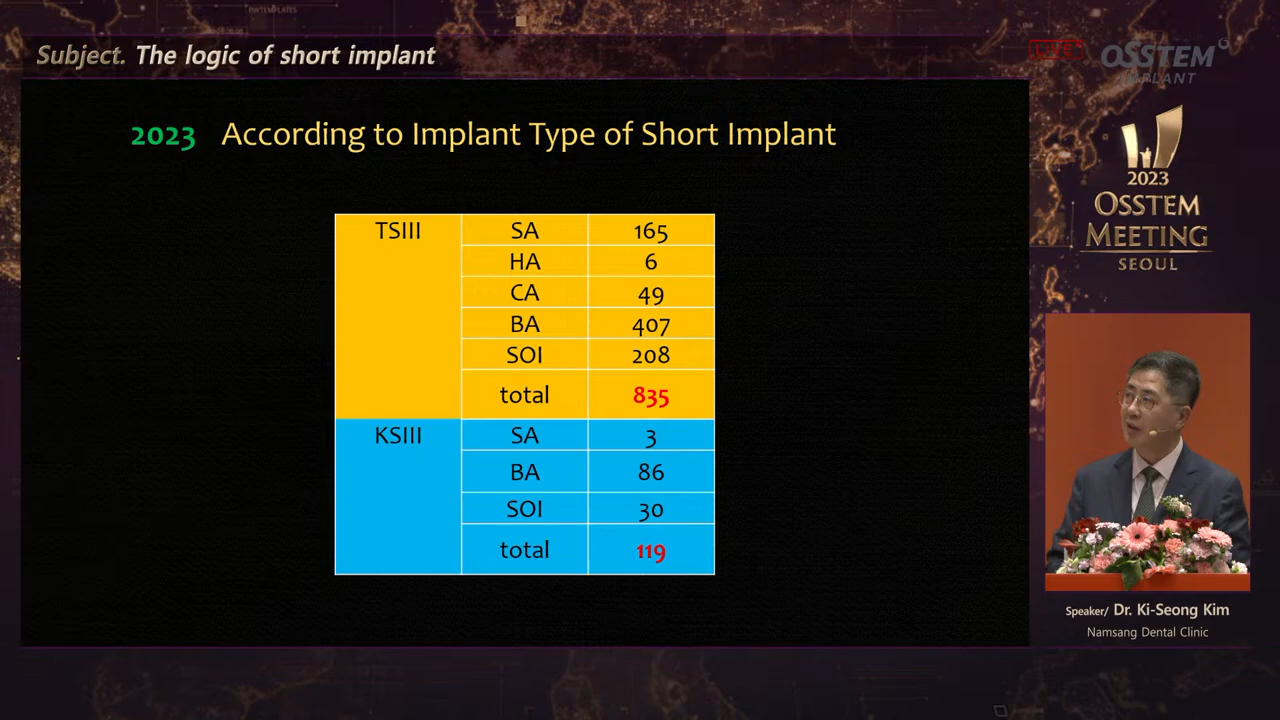 Subject. The logic of short implant
LIVE
OSSTEM
IMPLANT
2023 According to Implant Type of Short Implant
TSIII SA 165
HA 6
CA 49
BA 407
SOI 208
total 835
KSIII SA 3
BA 86
SOI 30
total 119
2023
OSSTEM
MEETING
SEOUL
Speaker/ Dr. Ki-Seong Kim
Namsang Dental Clinic